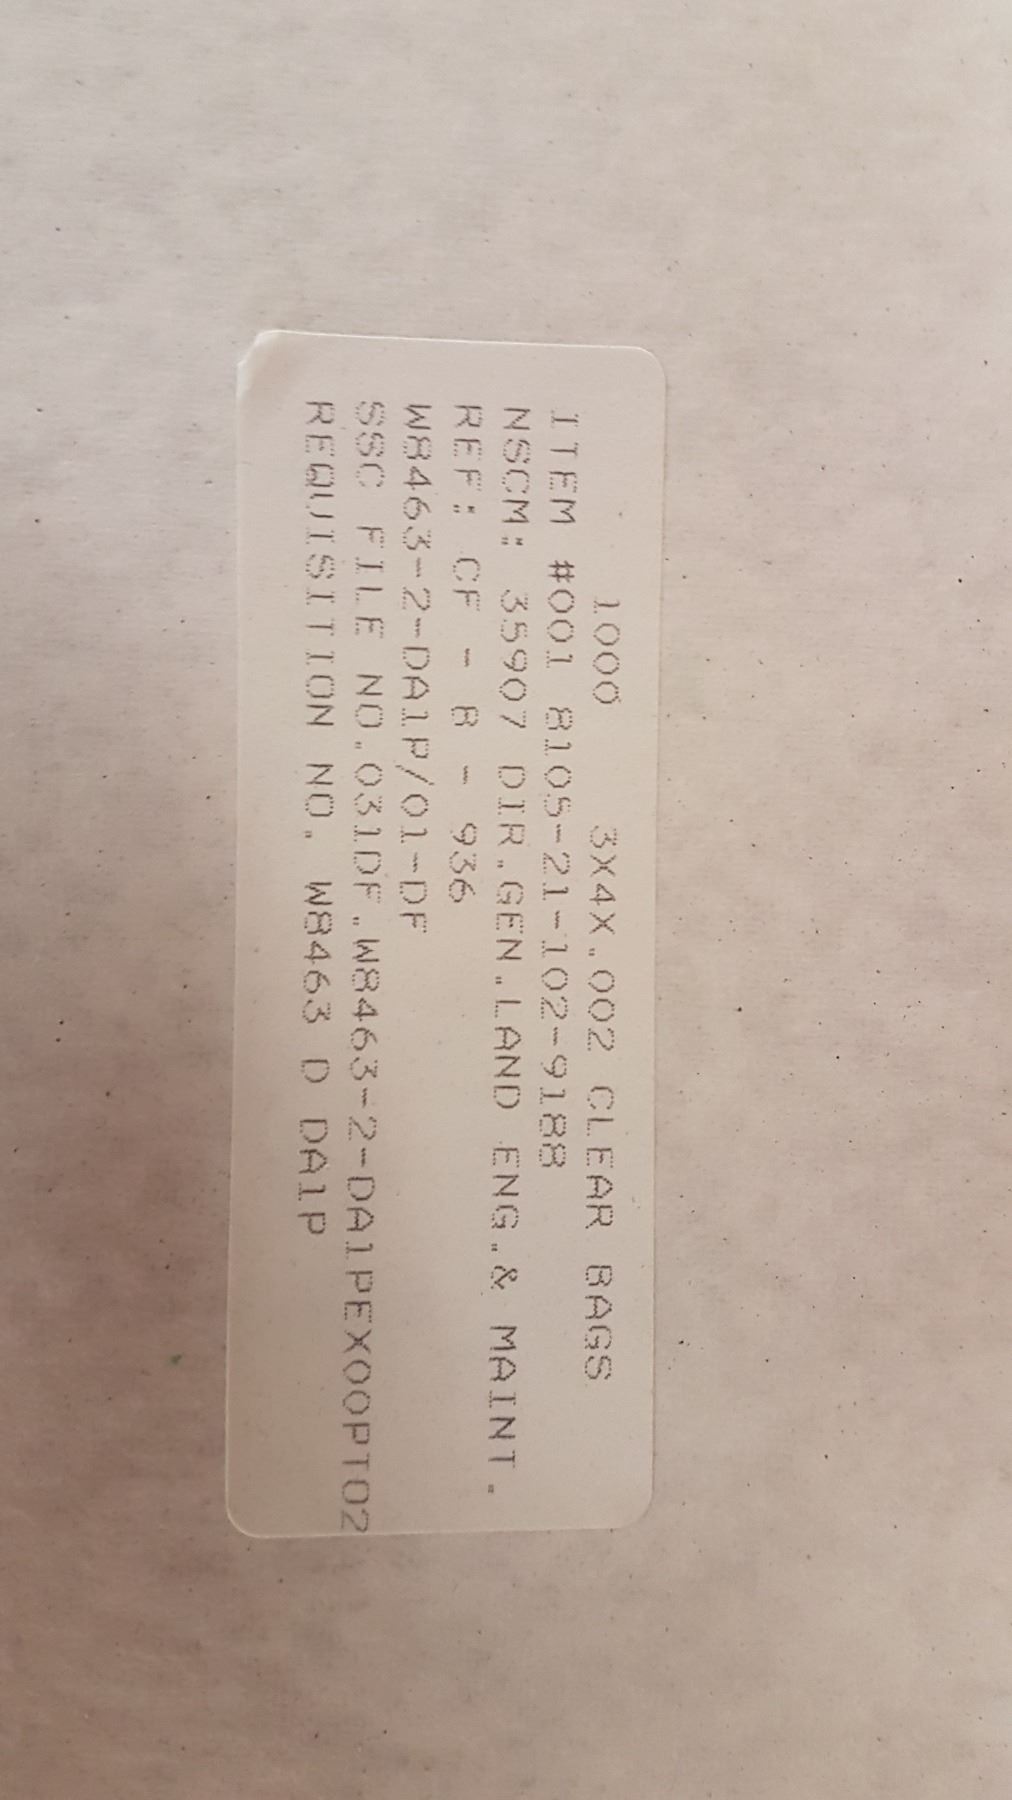 1000 3X4X.002 CLEAR BAGS
ITEM #001 8105-21-102-9188
NSCM: 35907 DIR.GEN.LAND ENG.& MAINT.
REF: CF - B - 936
W8463-2-DA1P/01-DF
SSC FILE NO.031DF.W8463-2-DA1PEX00PT02
REQUISITION NO. W8463 D DA1P